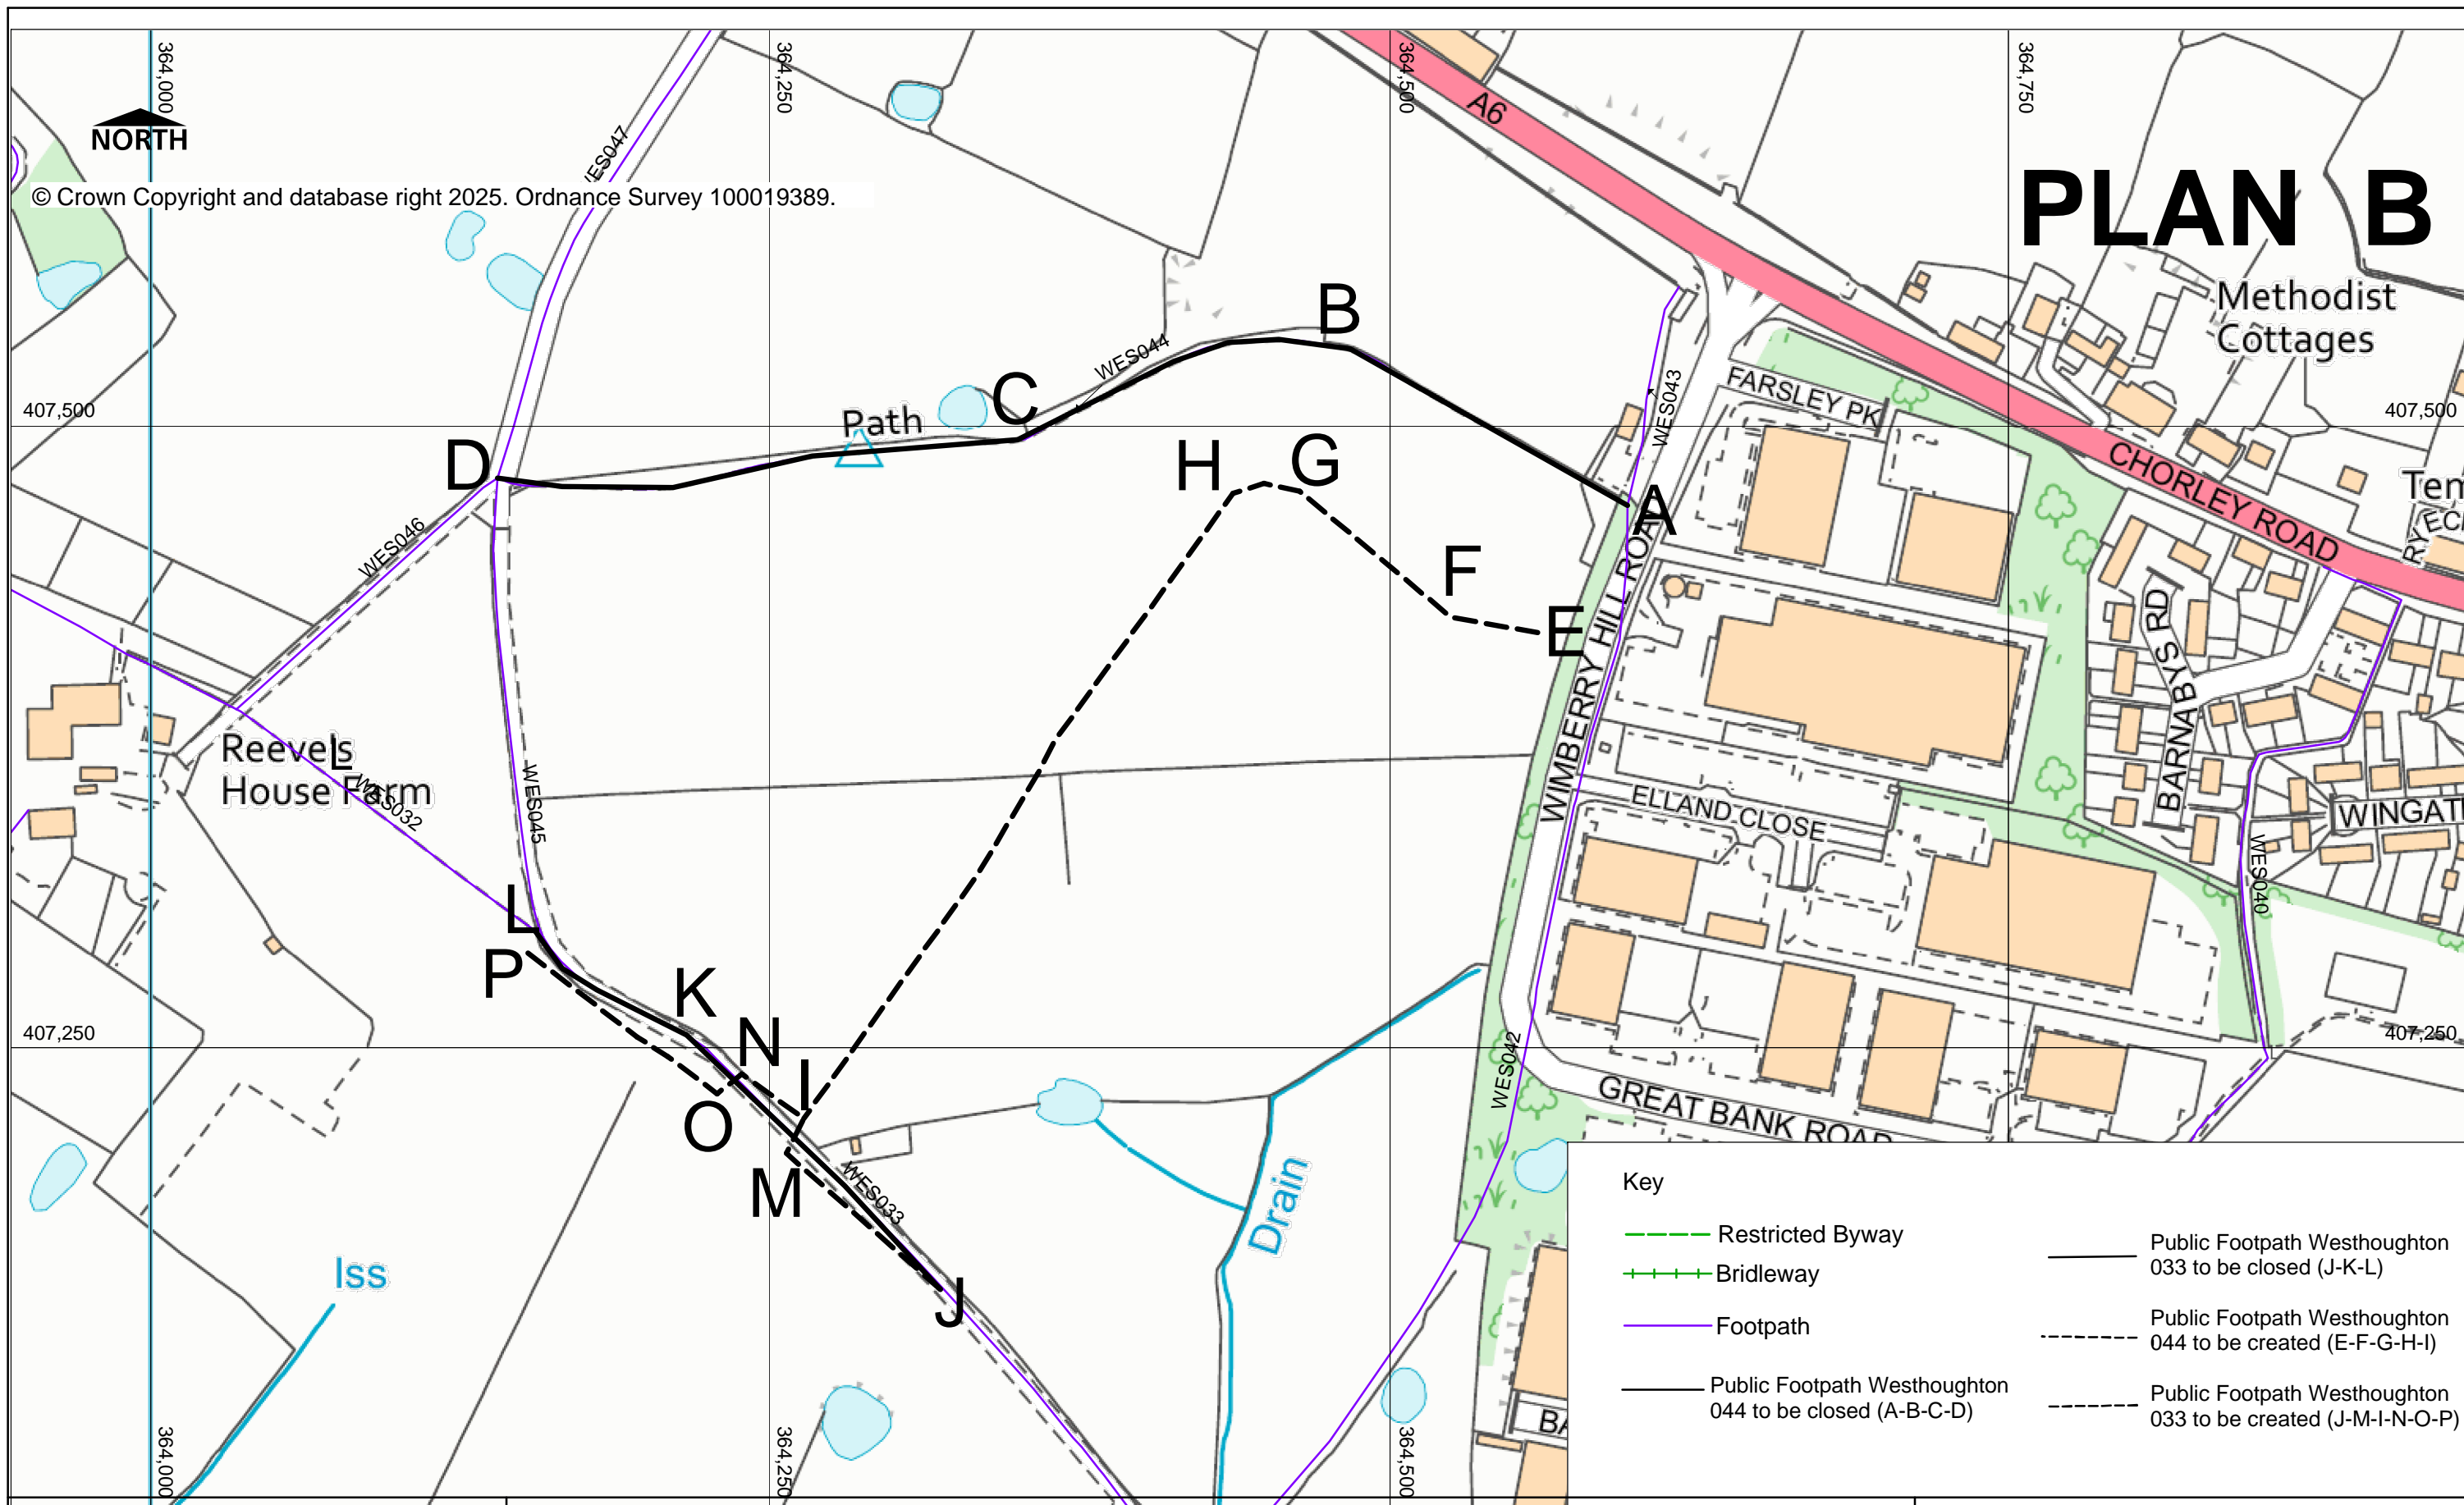 364,000
364,250
364,500
364,750
NORTH
© Crown Copyright and database right 2025. Ordnance Survey 100019389.
PLAN B
A6
Methodist
Cottages
B
WES044
C
Path
407,500
407,500
WES043
FARSLEY PK
CHORLEY ROAD
D
H
G
A
WES046
F
E
WIMBERRY HILL ROAD
BARNABYS RD
Reevels
House Farm
L
WES032
WES045
ELLAND CLOSE
WES040
L
P
K
N
I
O
M
407,250
407,250
WES042
GREAT BANK ROAD
WES033
Drain
Iss
J
364,000
364,250
364,500
Key
Restricted Byway
Bridleway
Footpath
Public Footpath Westhoughton
044 to be closed (A-B-C-D)
Public Footpath Westhoughton
033 to be closed (J-K-L)
Public Footpath Westhoughton
044 to be created (E-F-G-H-I)
Public Footpath Westhoughton
033 to be created (J-M-I-N-O-P)